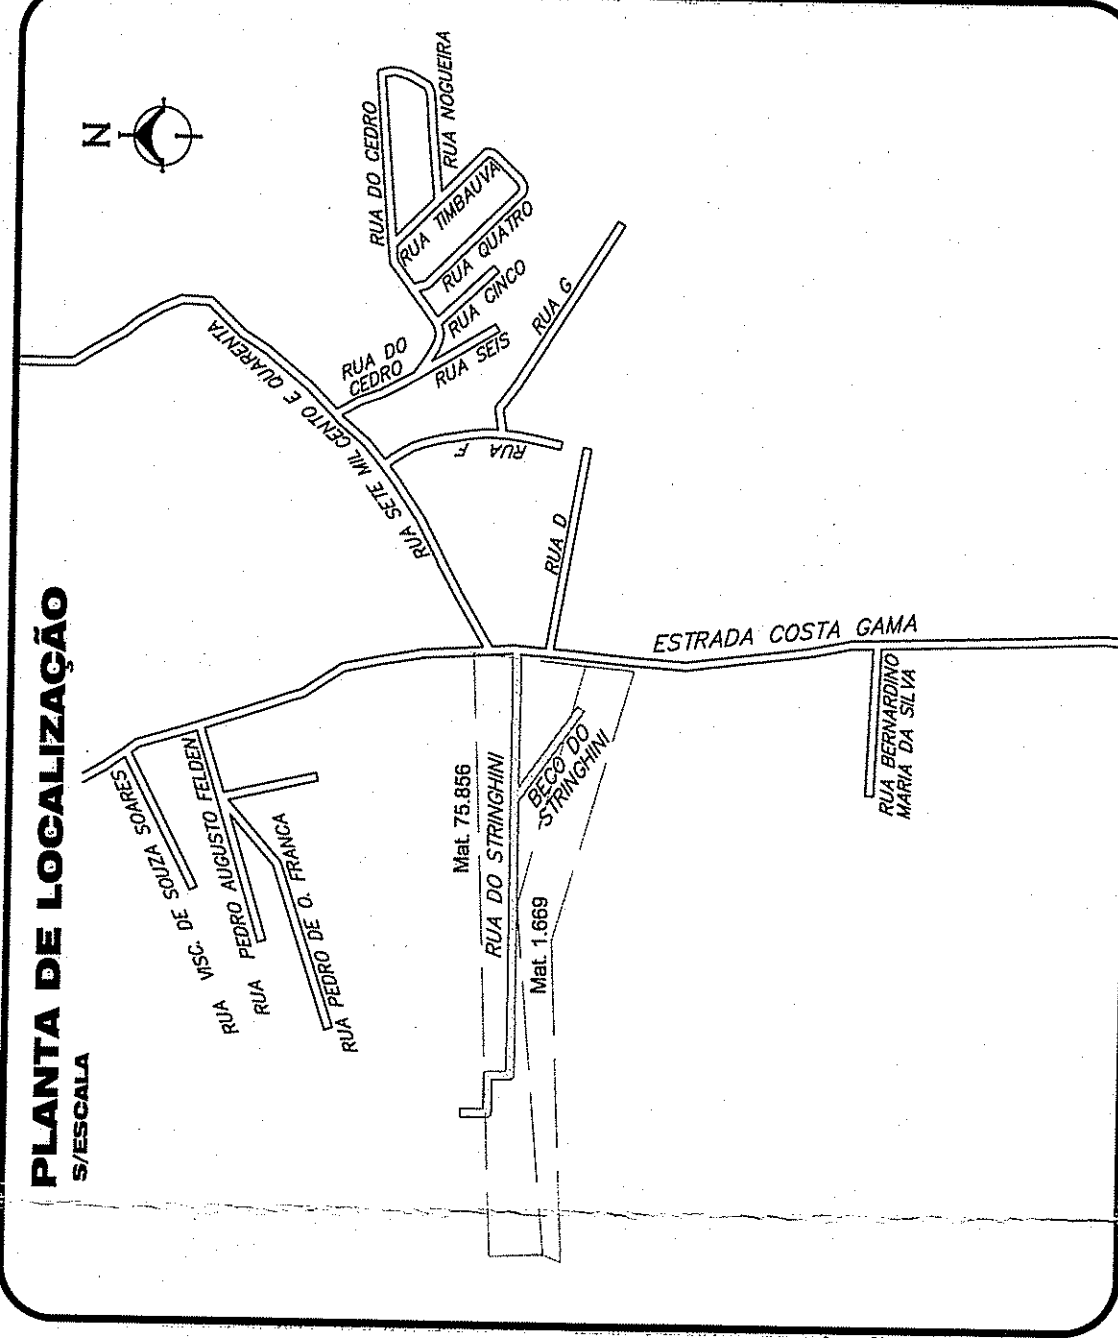 PLANTA DE LOCALIZAÇÃO
S/ESCALA
N
RUA DO CEDRO
RUA NOGUEIRA
RUA TIMBAUVA
RUA QUATRO
RUA CINCO
RUA SEIS
RUA DO
CEDRO
RUA G
RUA F
RUA D
RUA SETE MIL CENTO E QUARENTA
ESTRADA COSTA GAMA
RUA VISC. DE SOUZA SOARES
RUA PEDRO AUGUSTO FELDEN
RUA PEDRO DE O. FRANCA
Mat. 75.856
RUA DO STRINGHINI
BECO DO
STRINGHINI
Mat. 1.669
RUA BERNARDINO
MARIA DA SILVA